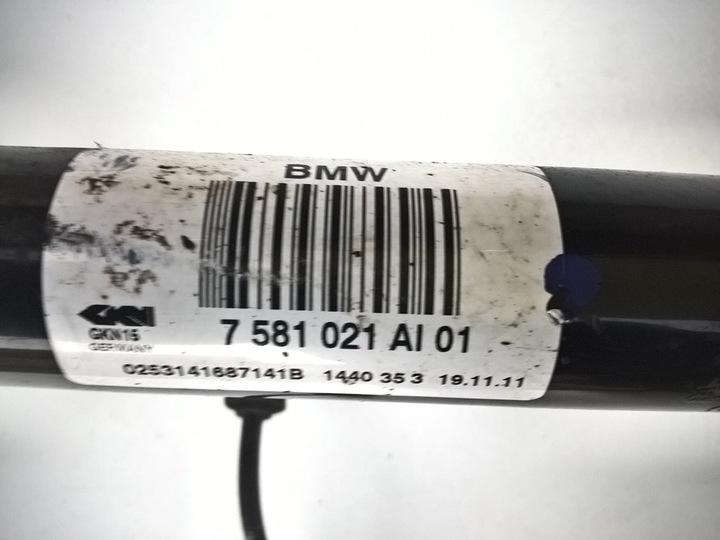 BMW
GKN
GKN15
GERMANY
7 581 021 AI 01
0253141687141B 1440 35 3 19.11.11